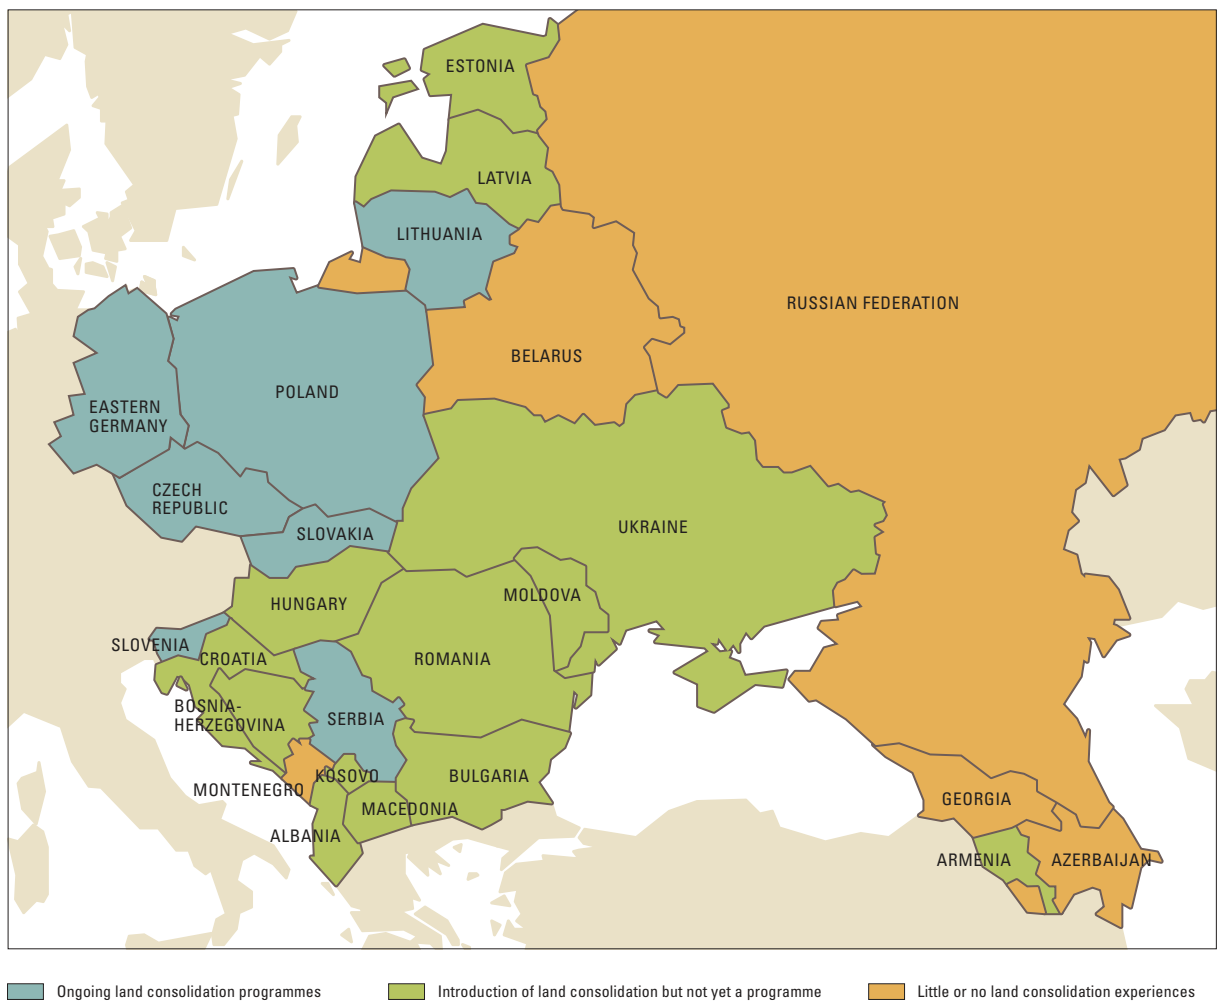 ESTONIA
LATVIA
LITHUANIA
RUSSIAN FEDERATION
BELARUS
POLAND
EASTERN
GERMANY
CZECH
REPUBLIC
SLOVAKIA
UKRAINE
HUNGARY
MOLDOVA
SLOVENIA
CROATIA
ROMANIA
BOSNIA-
HERZEGOVINA
SERBIA
KOSOVO
BULGARIA
MONTENEGRO
MACEDONIA
ALBANIA
GEORGIA
ARMENIA
AZERBAIJAN
Ongoing land consolidation programmes
Introduction of land consolidation but not yet a programme
Little or no land consolidation experiences